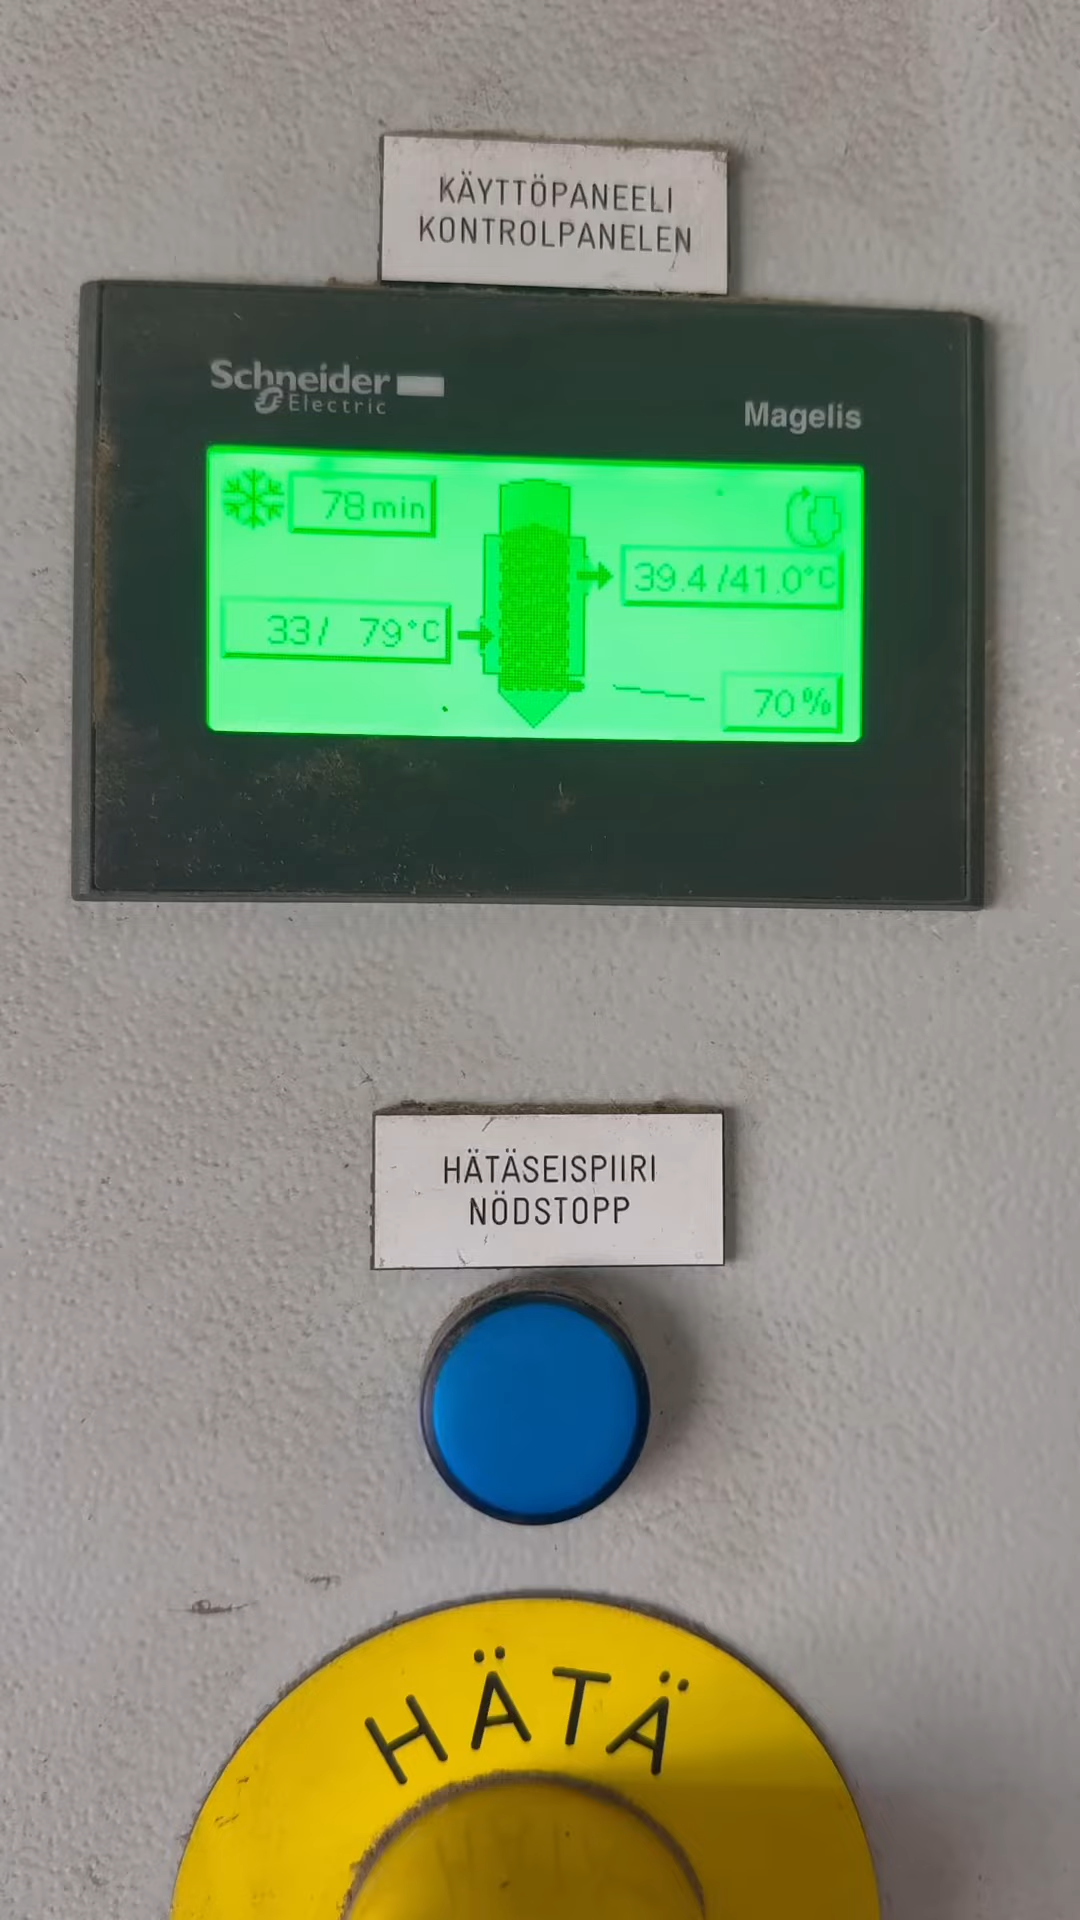 KÄYTTÖPANEELI
KONTROLPANELEN
Schneider
Electric
Magelis
78 min
39.4/41.0°C
33/ 79°C
70%
HÄTÄSEISPIIRI
NÖDSTOPP
HÄTÄ